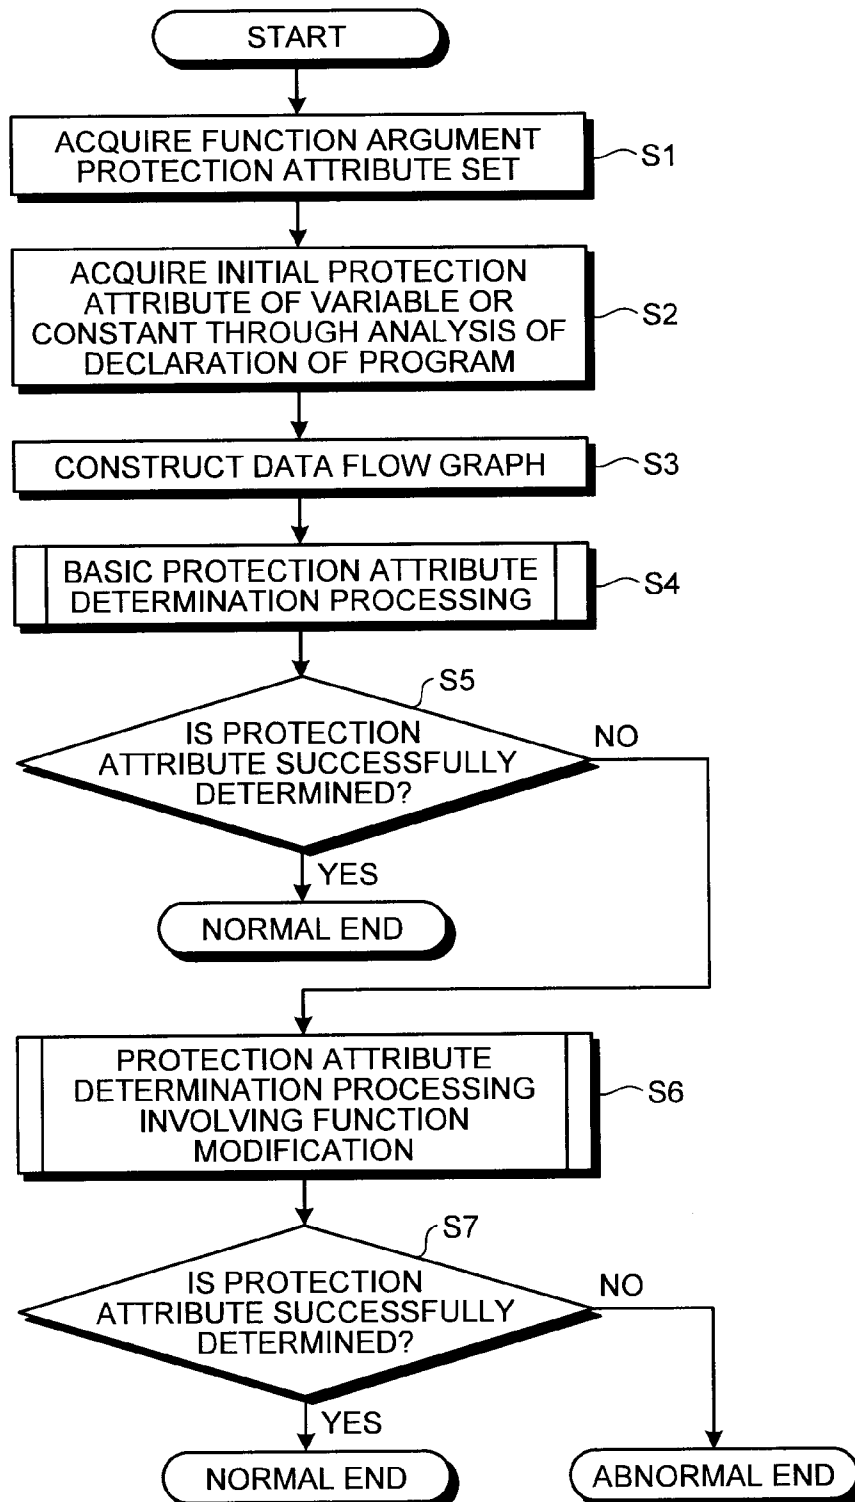 START
ACQUIRE FUNCTION ARGUMENT
PROTECTION ATTRIBUTE SET
S1
ACQUIRE INITIAL PROTECTION
ATTRIBUTE OF VARIABLE OR
CONSTANT THROUGH ANALYSIS OF
DECLARATION OF PROGRAM
S2
CONSTRUCT DATA FLOW GRAPH
S3
BASIC PROTECTION ATTRIBUTE
DETERMINATION PROCESSING
S4
S5
IS PROTECTION
ATTRIBUTE SUCCESSFULLY
DETERMINED?
NO
YES
NORMAL END
PROTECTION ATTRIBUTE
DETERMINATION PROCESSING
INVOLVING FUNCTION
MODIFICATION
S6
S7
IS PROTECTION
ATTRIBUTE SUCCESSFULLY
DETERMINED?
NO
YES
NORMAL END
ABNORMAL END